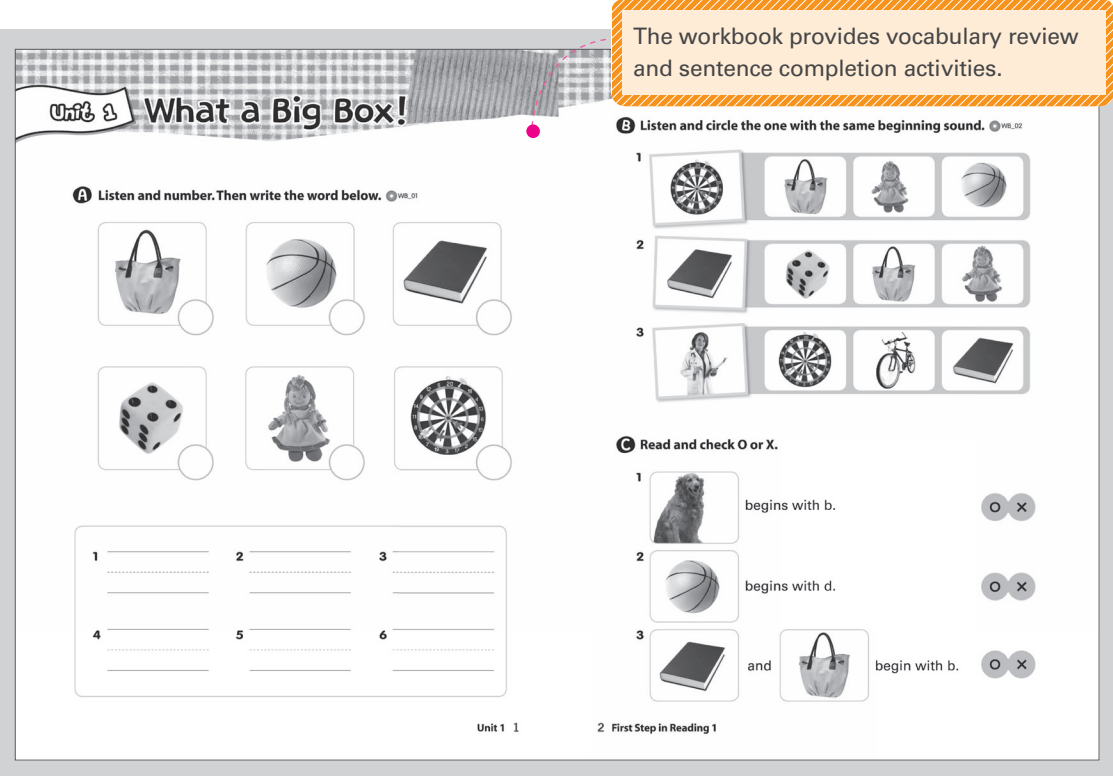 The workbook provides vocabulary review
and sentence completion activities.
Unit 1 What a Big Box!
A Listen and number. Then write the word below. WB_01
1 2 3
4 5 6
Unit 1 1
B Listen and circle the one with the same beginning sound. WB_02
1
2
3
C Read and check O or X.
1 begins with b. O X
2 begins with d. O X
3 and begin with b. O X
2 First Step in Reading 1